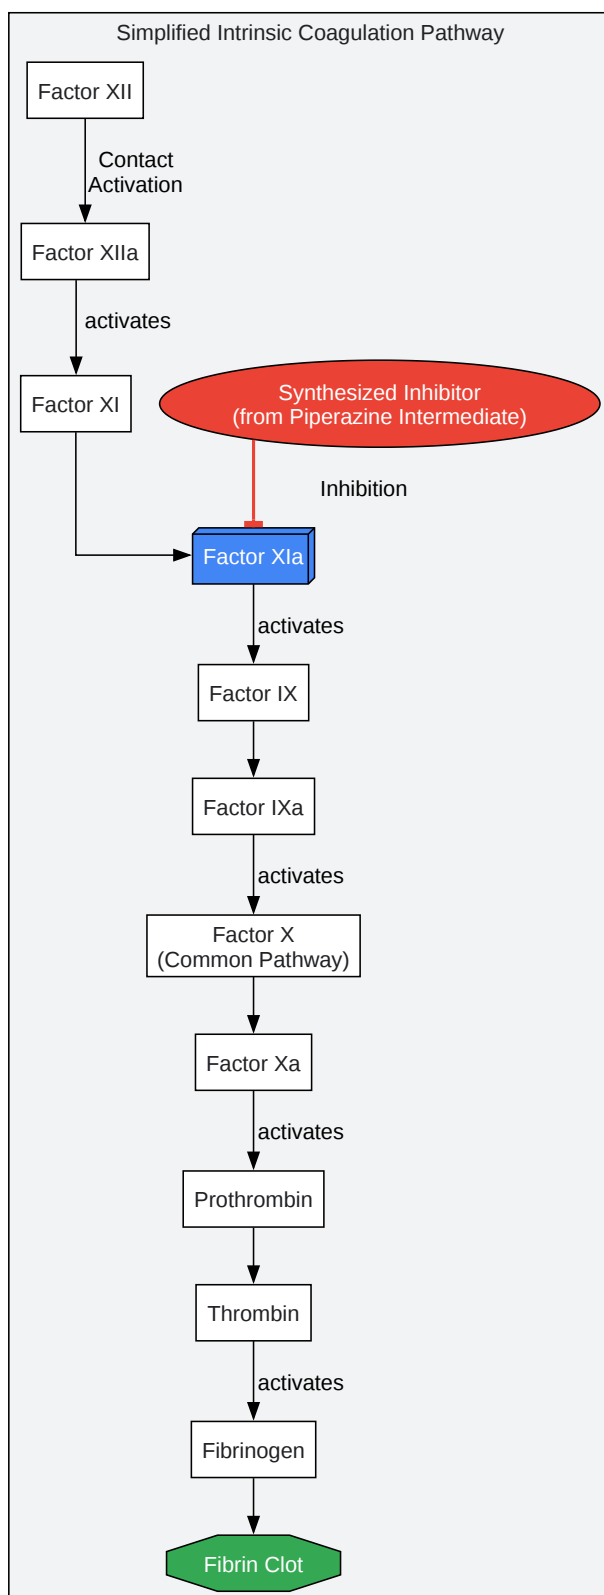 Simplified Intrinsic Coagulation Pathway
Factor XII
Contact
Activation
Factor XIIa
activates
Factor XI
Synthesized Inhibitor
(from Piperazine Intermediate)
Inhibition
Factor XIa
activates
Factor IX
Factor IXa
activates
Factor X
(Common Pathway)
Factor Xa
activates
Prothrombin
Thrombin
activates
Fibrinogen
Fibrin Clot